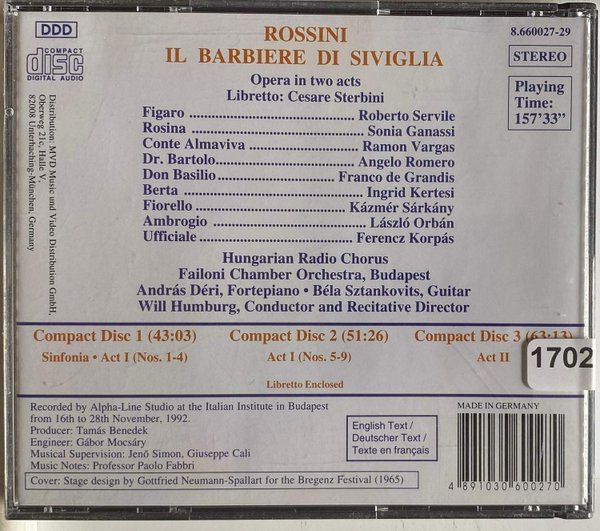 DDD
COMPACT
disc
DIGITAL AUDIO
Distribution: MVD Music und Video Distribution GmbH,
Oberweg 21c, Halle V,
82008 Unterhaching-München, Germany
ROSSINI
IL BARBIERE DI SIVIGLIA
8.660027-29
STEREO
Playing
Time:
157'33"
Opera in two acts
Libretto: Cesare Sterbini
Figaro ........ Roberto Servile
Rosina ........ Sonia Ganassi
Conte Almaviva ........ Ramon Vargas
Dr. Bartolo ........ Angelo Romero
Don Basilio ........ Franco de Grandis
Berta ........ Ingrid Kertesi
Fiorello ........ Kázmér Sárkány
Ambrogio ........ László Orbán
Ufficiale ........ Ferenc Korpás
Hungarian Radio Chorus
Failoni Chamber Orchestra, Budapest
András Déri, Fortepiano • Béla Sztankovits, Guitar
Will Humburg, Conductor and Recitative Director
Compact Disc 1 (43:03) Compact Disc 2 (51:26) Compact Disc 3 (63:13)
Sinfonia • Act I (Nos. 1-4) Act I (Nos. 5-9) Act II
1702
Libretto Enclosed
Recorded by Alpha-Line Studio at the Italian Institute in Budapest
from 16th to 28th November, 1992.
Producer: Tamás Benedek
Engineer: Gábor Mocsáry
Musical Supervision: Jenő Simon, Giuseppe Cali
Music Notes: Professor Paolo Fabbri
Cover: Stage design by Gottfried Neumann-Spallart for the Bregenz Festival (1965)
English Text /
Deutscher Text /
Texte en français
MADE IN GERMANY
4 891030 600270